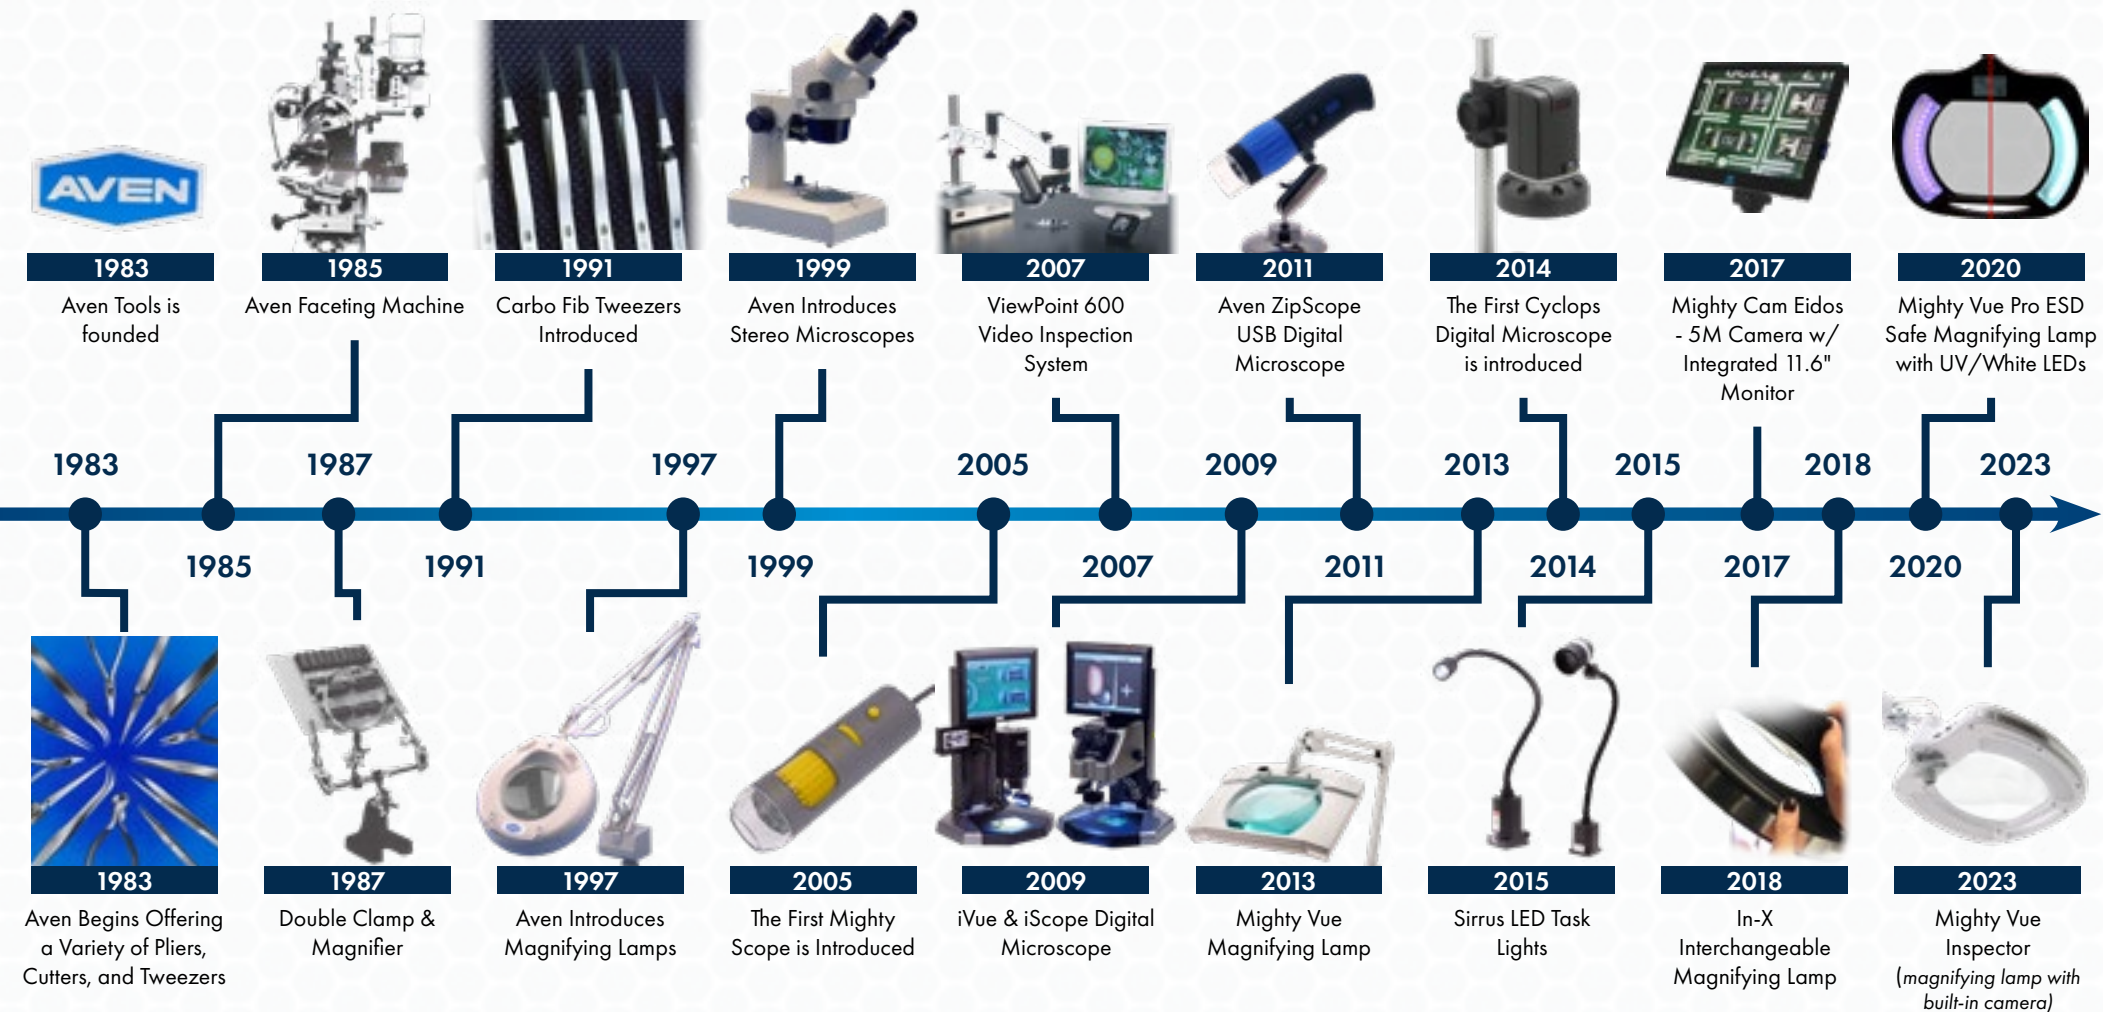 AVEN
1983
Aven Tools is
founded
1985
Aven Faceting Machine
1991
Carbo Fib Tweezers
Introduced
1999
Aven Introduces
Stereo Microscopes
2007
ViewPoint 600
Video Inspection
System
2011
Aven ZipScope
USB Digital
Microscope
2014
The First Cyclops
Digital Microscope
is introduced
2017
Mighty Cam Eidos
- 5M Camera w/
Integrated 11.6"
Monitor
2020
Mighty Vue Pro ESD
Safe Magnifying Lamp
with UV/White LEDs
1983
1987
1997
2005
2009
2013
2015
2018
2023
1985
1991
1999
2007
2011
2014
2017
2020
1983
Aven Begins Offering
a Variety of Pliers,
Cutters, and Tweezers
1987
Double Clamp &
Magnifier
1997
Aven Introduces
Magnifying Lamps
2005
The First Mighty
Scope is Introduced
2009
iVue & iScope Digital
Microscope
2013
Mighty Vue
Magnifying Lamp
2015
Sirrus LED Task
Lights
2018
In-X
Interchangeable
Magnifying Lamp
2023
Mighty Vue
Inspector
(magnifying lamp with
built-in camera)